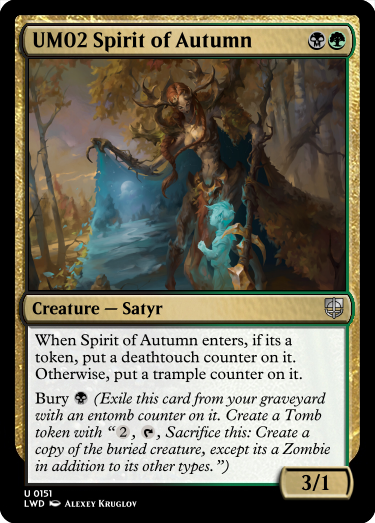 UM02 Spirit of Autumn
Creature — Satyr
When Spirit of Autumn enters, if its a
token, put a deathtouch counter on it.
Otherwise, put a trample counter on it.
Bury (Exile this card from your graveyard
with an entomb counter on it. Create a Tomb
token with “2, , Sacrifice this: Create a
copy of the buried creature, except its a Zombie
in addition to its other types.”)
3/1
U 0151
LWD Alexey Kruglov